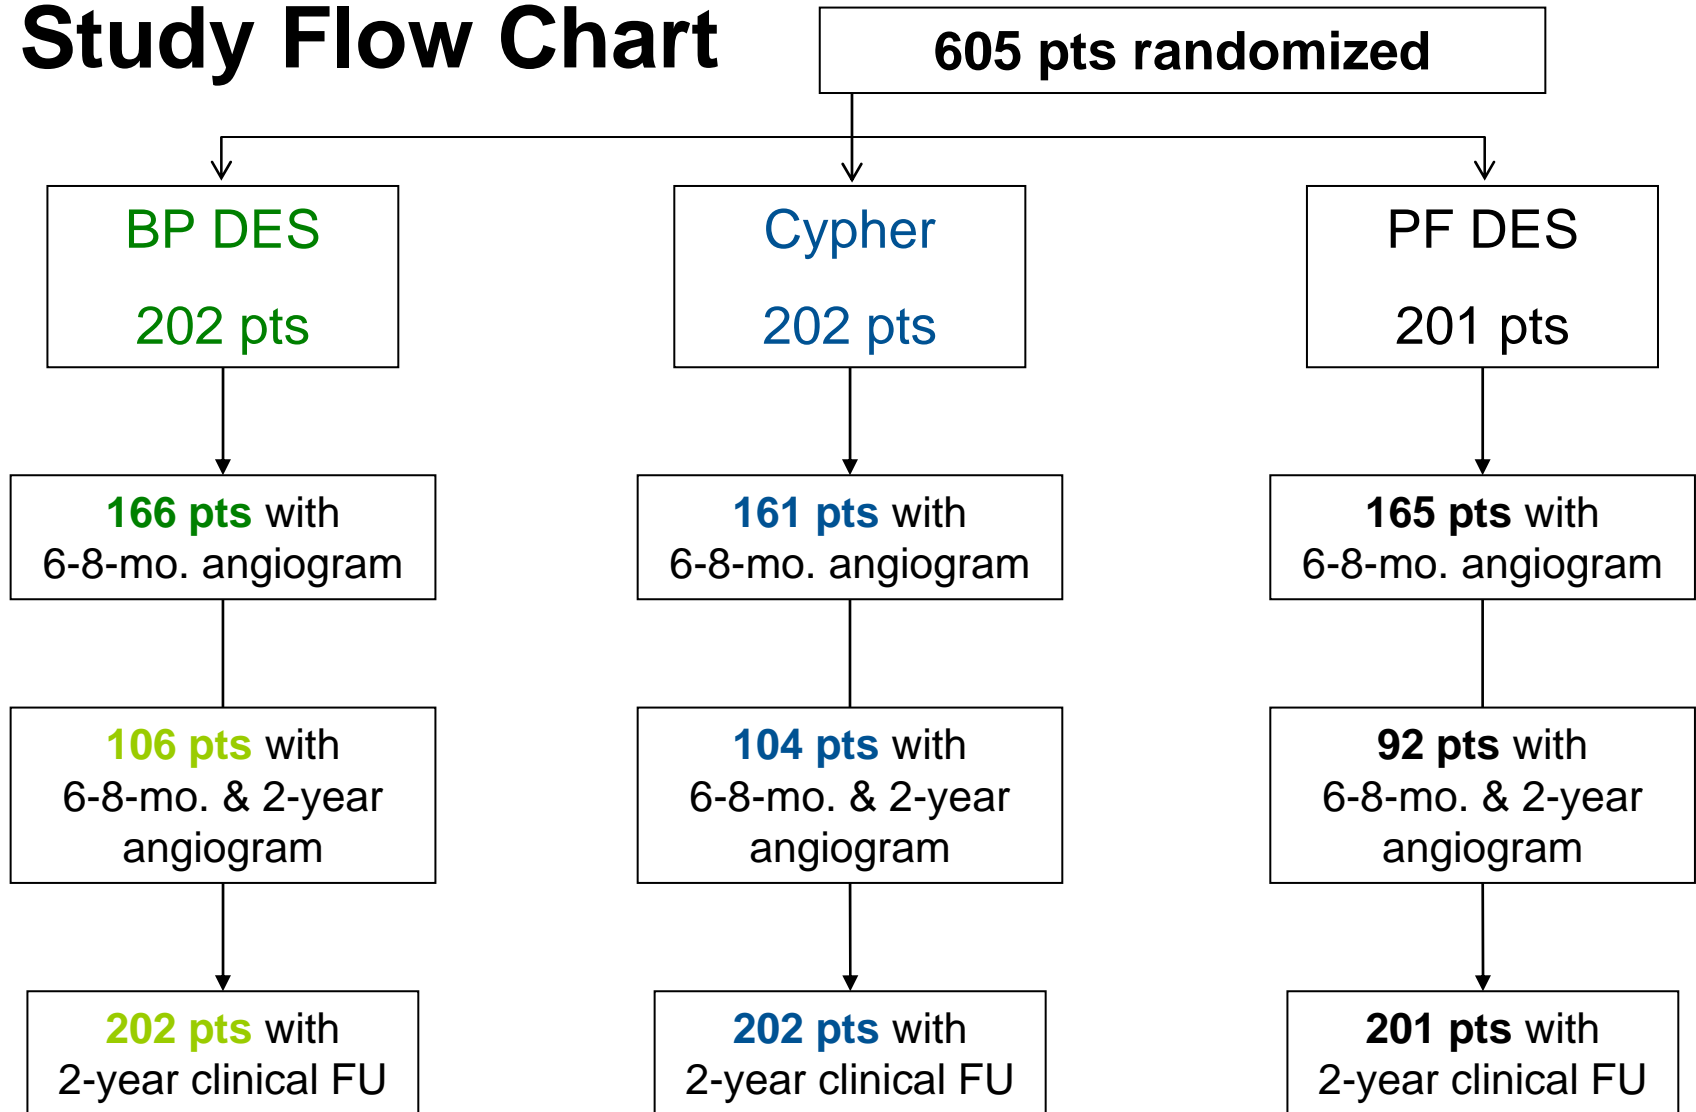 Study Flow Chart
605 pts randomized
BP DES
202 pts
Cypher
202 pts
PF DES
201 pts
166 pts with
6-8-mo. angiogram
161 pts with
6-8-mo. angiogram
165 pts with
6-8-mo. angiogram
106 pts with
6-8-mo. & 2-year
angiogram
104 pts with
6-8-mo. & 2-year
angiogram
92 pts with
6-8-mo. & 2-year
angiogram
202 pts with
2-year clinical FU
202 pts with
2-year clinical FU
201 pts with
2-year clinical FU